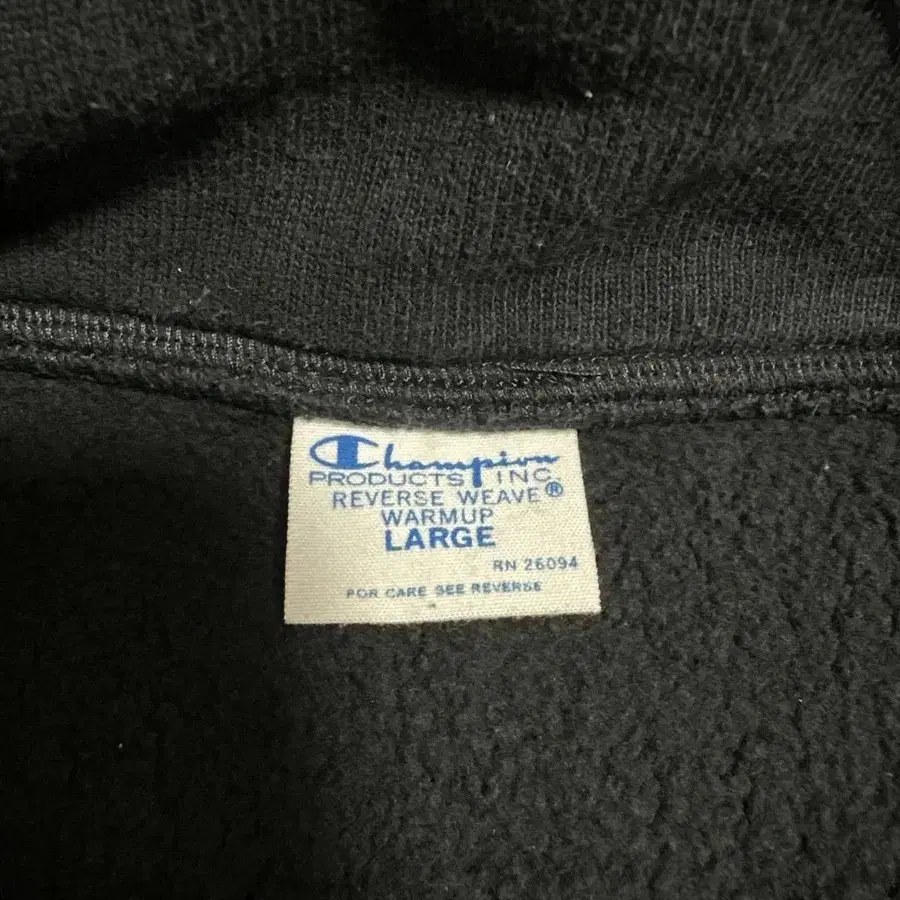 Champion
PRODUCTS INC
REVERSE WEAVE®
WARMUP
LARGE
RN 26094
FOR CARE SEE REVERSE